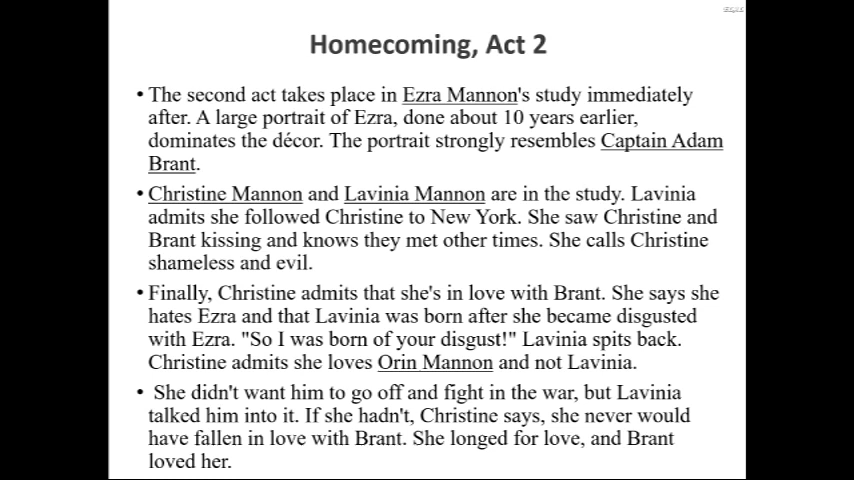 Homecoming, Act 2
• The second act takes place in Ezra Mannon's study immediately
after. A large portrait of Ezra, done about 10 years earlier,
dominates the décor. The portrait strongly resembles Captain Adam
Brant.
• Christine Mannon and Lavinia Mannon are in the study. Lavinia
admits she followed Christine to New York. She saw Christine and
Brant kissing and knows they met other times. She calls Christine
shameless and evil.
• Finally, Christine admits that she's in love with Brant. She says she
hates Ezra and that Lavinia was born after she became disgusted
with Ezra. "So I was born of your disgust!" Lavinia spits back.
Christine admits she loves Orin Mannon and not Lavinia.
• She didn't want him to go off and fight in the war, but Lavinia
talked him into it. If she hadn't, Christine says, she never would
have fallen in love with Brant. She longed for love, and Brant
loved her.